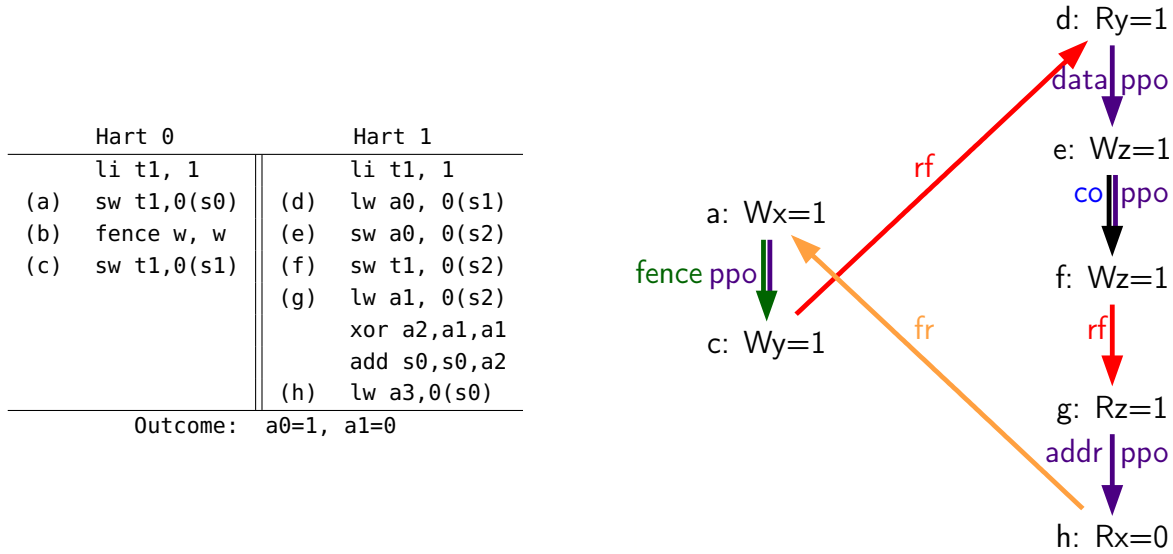 Hart 0 Hart 1
li t1, 1 li t1, 1
(a) sw t1,0(s0) (d) lw a0, 0(s1)
(b) fence w, w (e) sw a0, 0(s2)
(c) sw t1,0(s1) (f) sw t1, 0(s2)
(g) lw a1, 0(s2)
xor a2,a1,a1
add s0,s0,a2
(h) lw a3,0(s0)
Outcome: a0=1, a1=0
d: Ry=1
data ppo
e: Wz=1
rf
co ppo
a: Wx=1
fence ppo
f: Wz=1
c: Wy=1
fr
rf
g: Rz=1
addr ppo
h: Rx=0